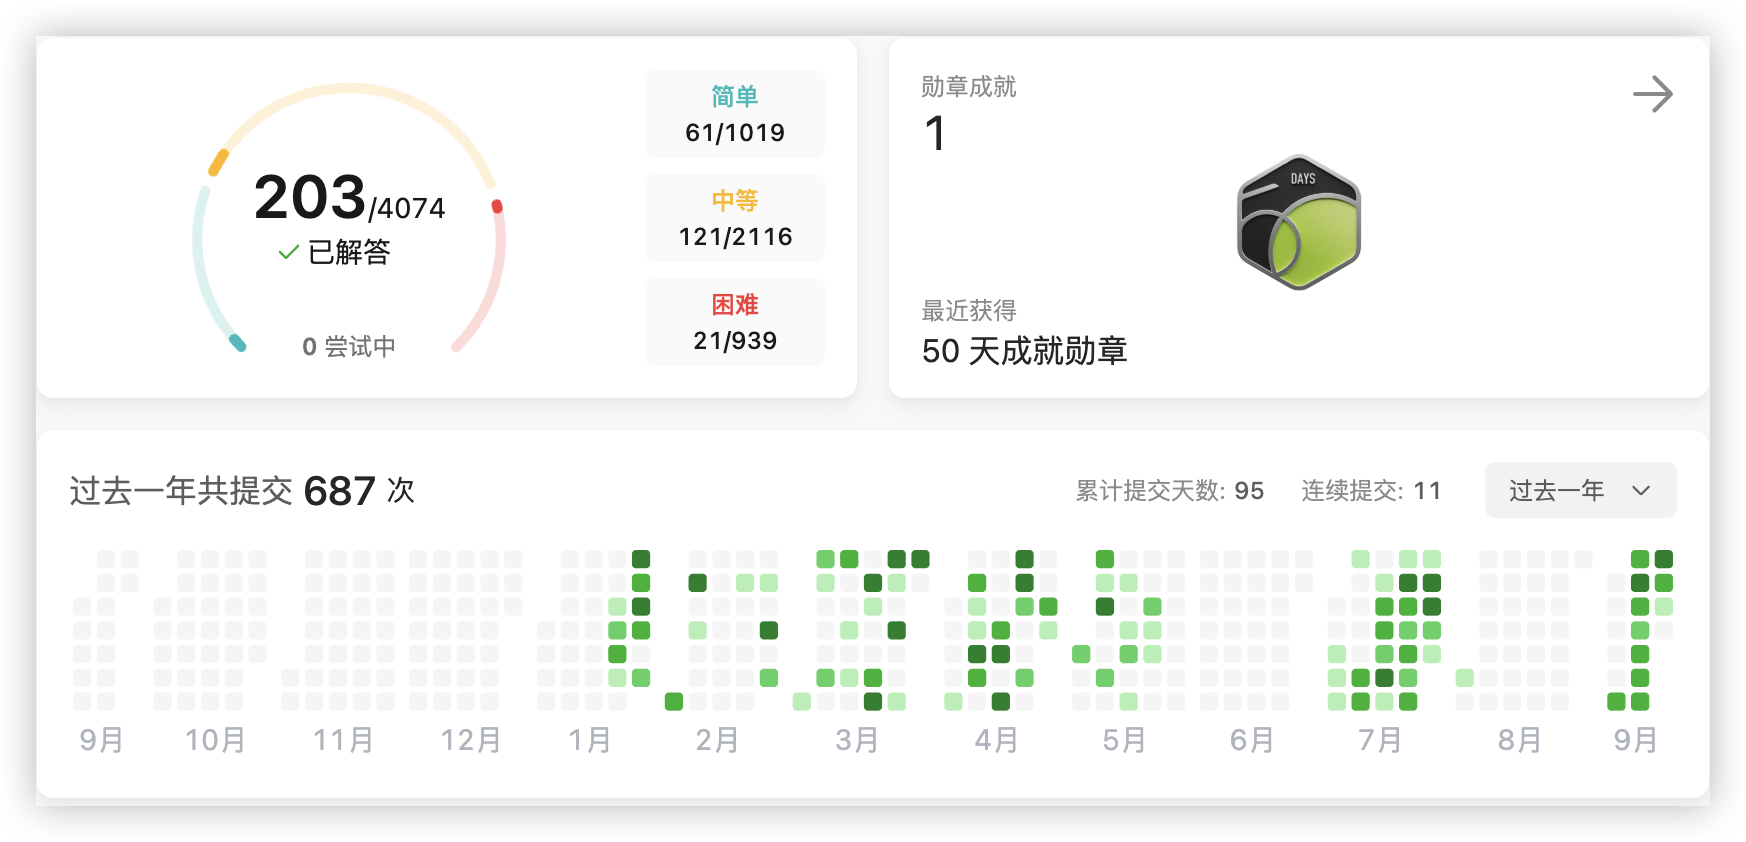 203/4074
已解答
0 尝试中
简单
61/1019
中等
121/2116
困难
21/939
勋章成就
1
DAYS
最近获得
50 天成就勋章
过去一年共提交 687 次
累计提交天数: 95 连续提交: 11 过去一年
9月 10月 11月 12月 1月 2月 3月 4月 5月 6月 7月 8月 9月